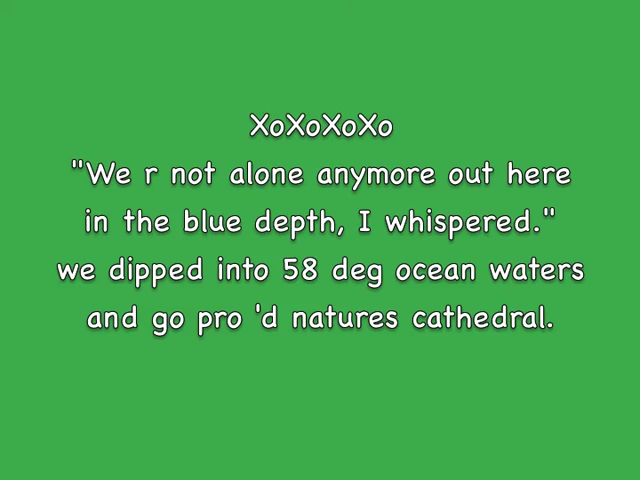 XoXoXoXo
"We r not alone anymore out here
in the blue depth, I whispered."
we dipped into 58 deg ocean waters
and go pro 'd natures cathedral.